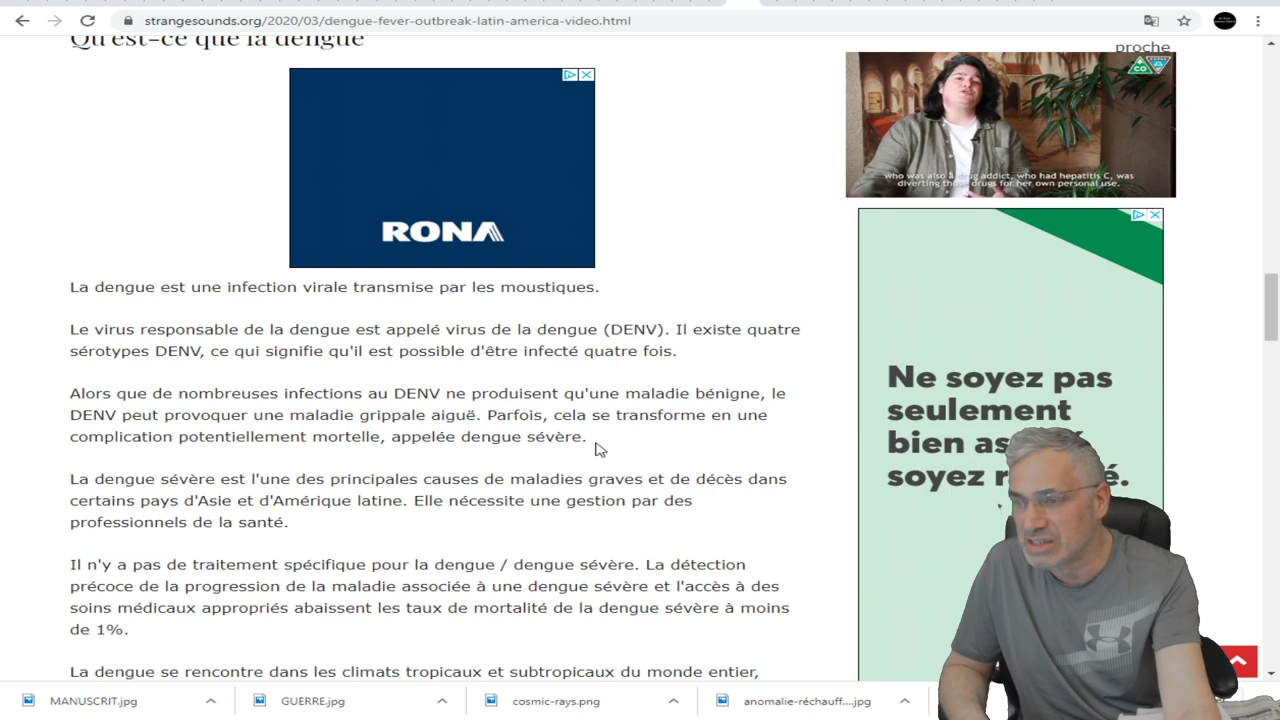 strangesounds.org/2020/03/dengue-fever-outbreak-latin-america-video.html
Qu'est-ce que la dengue
proche
RONA
who was also a drug addict, who had hepatitis C, was
diverting those drugs for her own personal use.
La dengue est une infection virale transmise par les moustiques.
Le virus responsable de la dengue est appelé virus de la dengue (DENV). Il existe quatre
sérotypes DENV, ce qui signifie qu'il est possible d'être infecté quatre fois.
Alors que de nombreuses infections au DENV ne produisent qu'une maladie bénigne, le
DENV peut provoquer une maladie grippale aiguë. Parfois, cela se transforme en une
complication potentiellement mortelle, appelée dengue sévère.
La dengue sévère est l'une des principales causes de maladies graves et de décès dans
certains pays d'Asie et d'Amérique latine. Elle nécessite une gestion par des
professionnels de la santé.
Il n'y a pas de traitement spécifique pour la dengue / dengue sévère. La détection
précoce de la progression de la maladie associée à une dengue sévère et l'accès à des
soins médicaux appropriés abaissent les taux de mortalité de la dengue sévère à moins
de 1%.
La dengue se rencontre dans les climats tropicaux et subtropicaux du monde entier,
Ne soyez pas
seulement
bien
soyez
MANUSCRIT.jpg
GUERRE.jpg
cosmic-rays.png
anomalie-réchauff....jpg